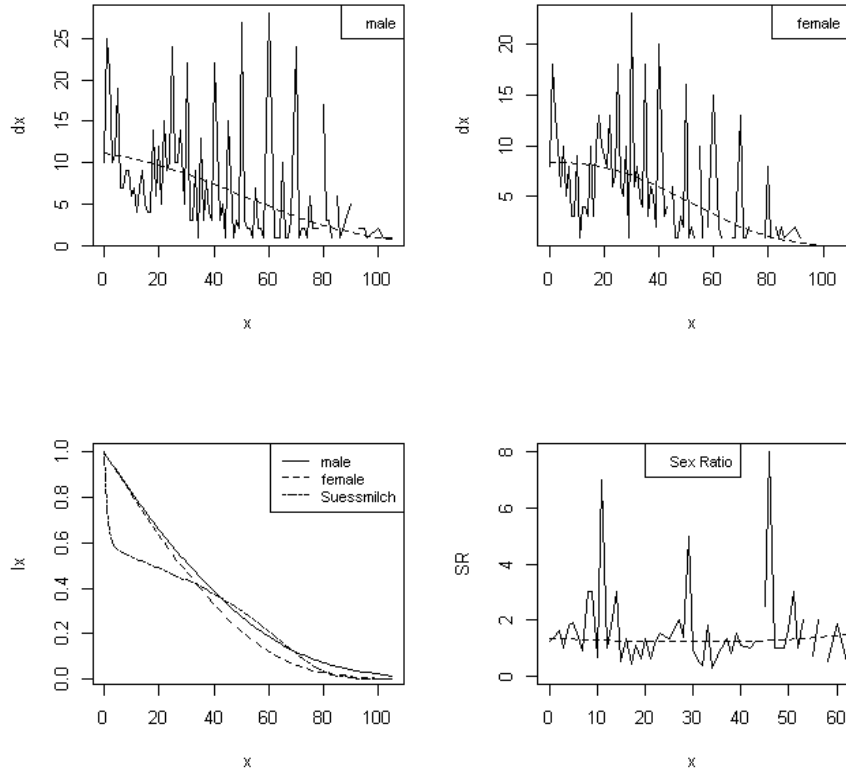 male
dx
0 5 10 15 20 25
0 20 40 60 80 100
x
female
dx
5 10 15 20
0 20 40 60 80 100
x
male
female
Suessmilch
lx
0.0 0.2 0.4 0.6 0.8 1.0
0 20 40 60 80 100
x
Sex Ratio
SR
0 2 4 6 8
0 10 20 30 40 50 60
x